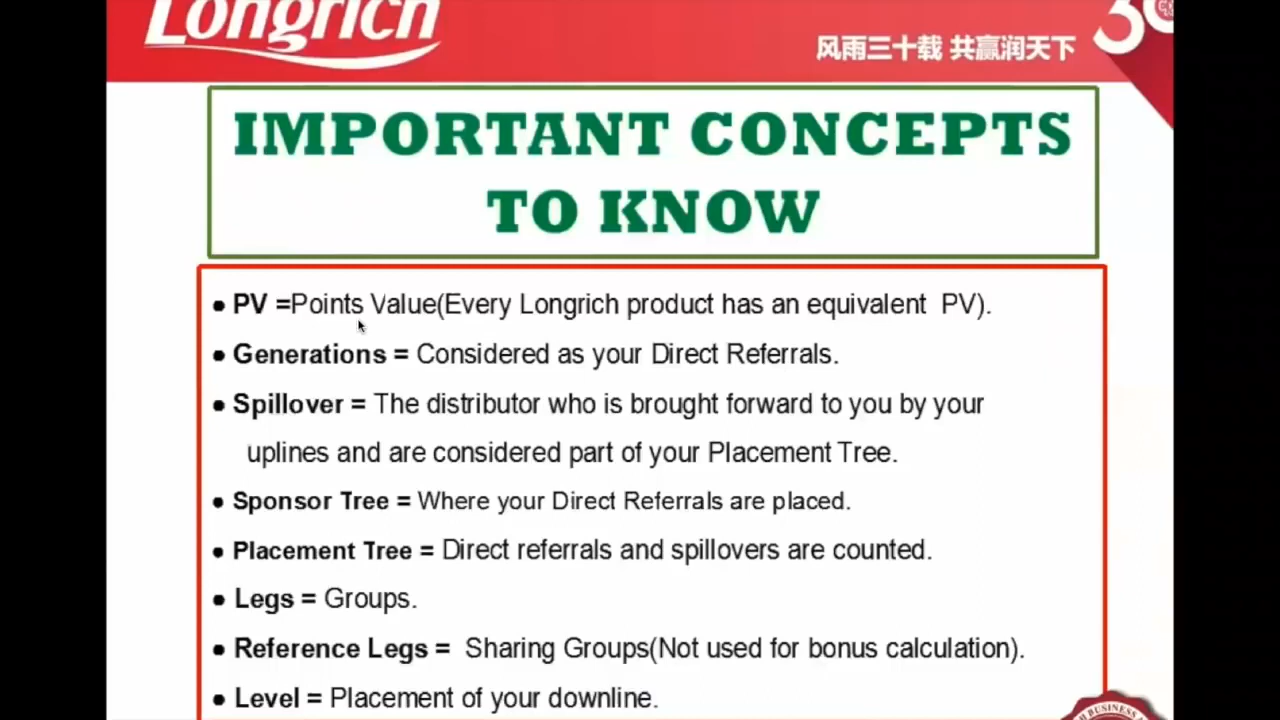 Longrich
风雨三十载 共赢润天下
IMPORTANT CONCEPTS
TO KNOW
● PV =Points Value(Every Longrich product has an equivalent PV).
● Generations = Considered as your Direct Referrals.
● Spillover = The distributor who is brought forward to you by your
uplines and are considered part of your Placement Tree.
● Sponsor Tree = Where your Direct Referrals are placed.
● Placement Tree = Direct referrals and spillovers are counted.
● Legs = Groups.
● Reference Legs = Sharing Groups(Not used for bonus calculation).
● Level = Placement of your downline.